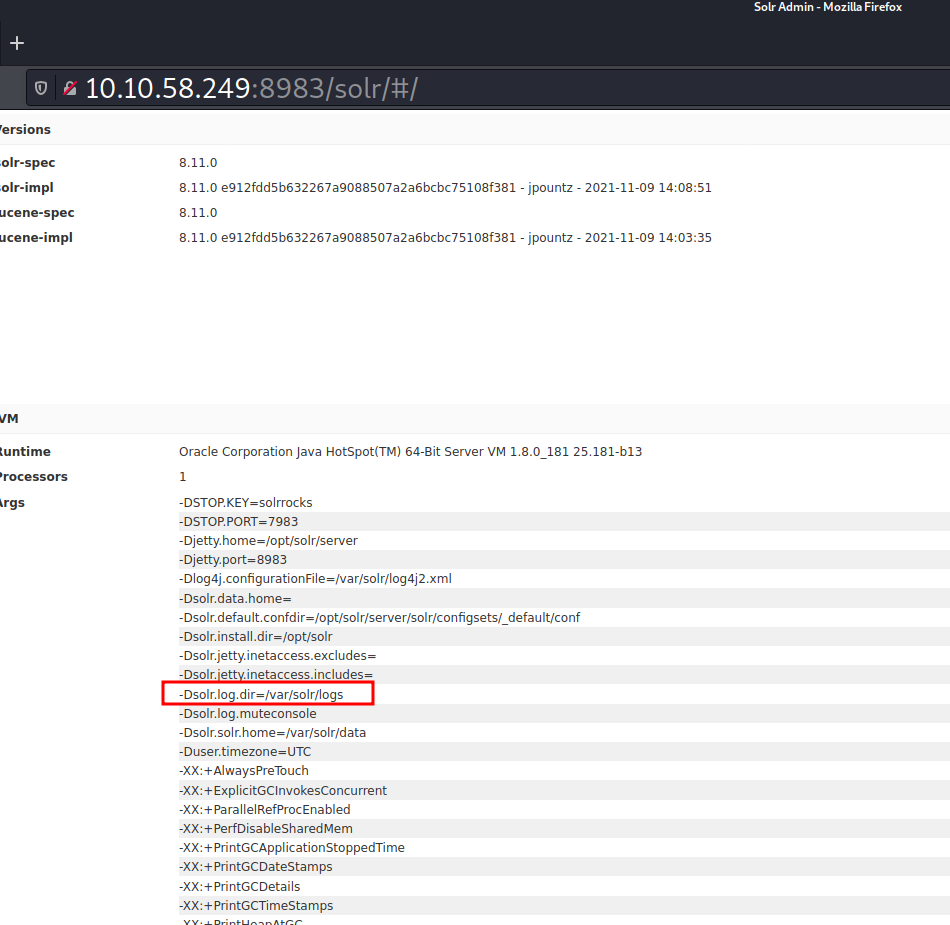 Solr Admin - Mozilla Firefox
+
10.10.58.249:8983/solr/#/
ersions
olr-spec 8.11.0
olr-impl 8.11.0 e912fdd5b632267a9088507a2a6bcbc75108f381 - jpountz - 2021-11-09 14:08:51
ucene-spec 8.11.0
ucene-impl 8.11.0 e912fdd5b632267a9088507a2a6bcbc75108f381 - jpountz - 2021-11-09 14:03:35
VM
Runtime Oracle Corporation Java HotSpot(TM) 64-Bit Server VM 1.8.0_181 25.181-b13
Processors 1
Args -DSTOP.KEY=solrrocks
-DSTOP.PORT=7983
-Djetty.home=/opt/solr/server
-Djetty.port=8983
-Dlog4j.configurationFile=/var/solr/log4j2.xml
-Dsolr.data.home=
-Dsolr.default.confdir=/opt/solr/server/solr/configsets/_default/conf
-Dsolr.install.dir=/opt/solr
-Dsolr.jetty.inetaccess.excludes=
-Dsolr.jetty.inetaccess.includes=
-Dsolr.log.dir=/var/solr/logs
-Dsolr.log.muteconsole
-Dsolr.solr.home=/var/solr/data
-Duser.timezone=UTC
-XX:+AlwaysPreTouch
-XX:+ExplicitGCInvokesConcurrent
-XX:+ParallelRefProcEnabled
-XX:+PerfDisableSharedMem
-XX:+PrintGCApplicationStoppedTime
-XX:+PrintGCDateStamps
-XX:+PrintGCDetails
-XX:+PrintGCTimeStamps
-XX:+PrintHeapAtGC